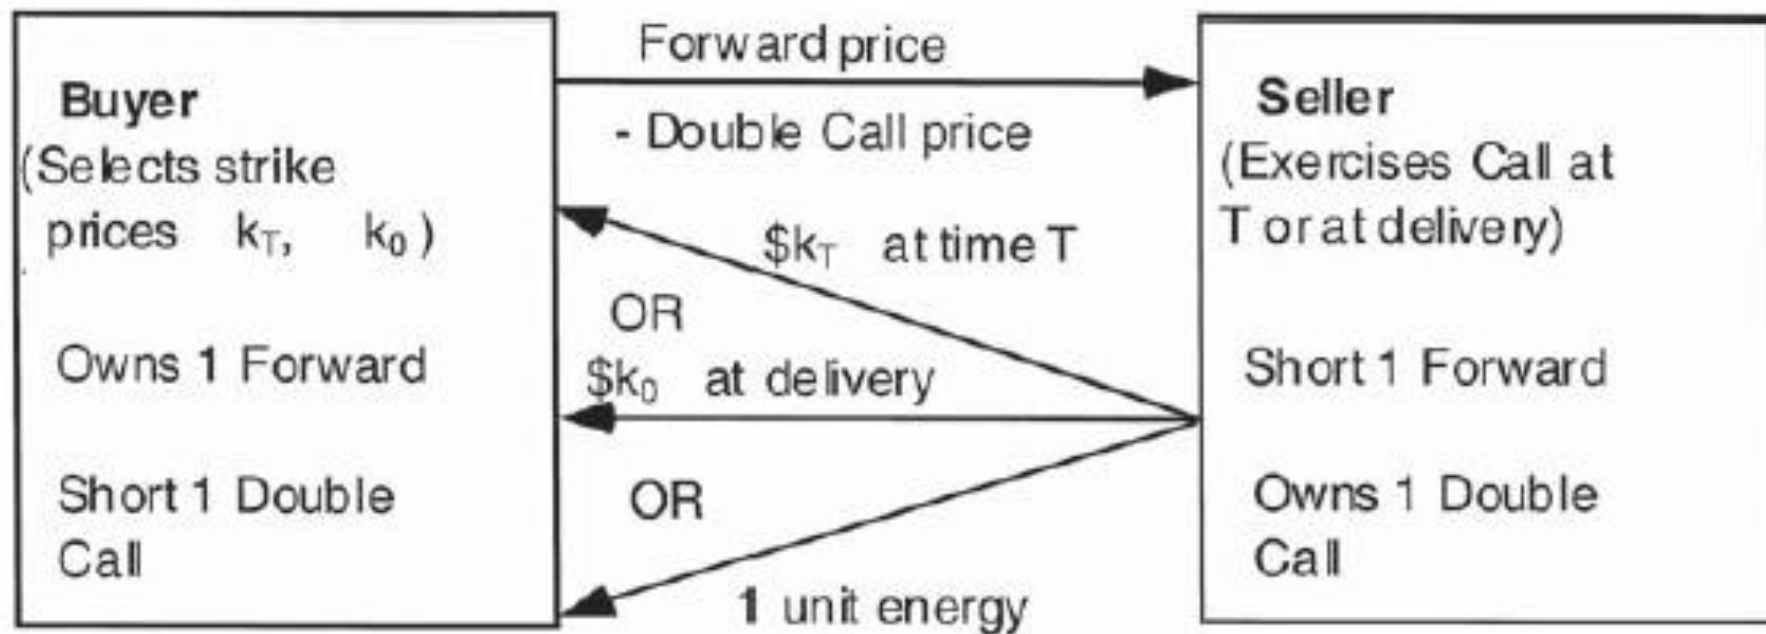 Forward price
Buyer
(Selects strike
prices k_T, k_0)
- Double Call price
Seller
(Exercises Call at
T or at delivery)
$k_T at time T
OR
Owns 1 Forward
$k_0 at delivery
Short 1 Forward
Short 1 Double
Call
OR
Owns 1 Double
Call
1 unit energy